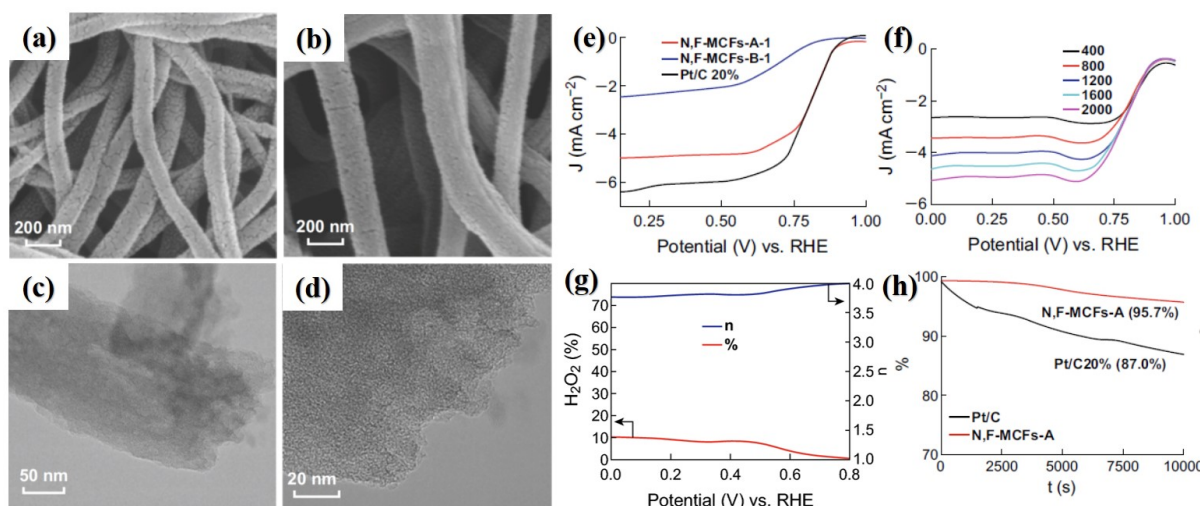 (a)
200 nm
(b)
200 nm
(c)
50 nm
(d)
20 nm
(e)
N,F-MCFs-A-1
N,F-MCFs-B-1
Pt/C 20%
J (mA cm⁻²)
0
−2
−4
−6
0.25 0.50 0.75 1.00
Potential (V) vs. RHE
(f)
400
800
1200
1600
2000
J (mA cm⁻²)
0
−2
−4
−6
0.00 0.25 0.50 0.75 1.00
Potential (V) vs. RHE
(g)
n
%
H₂O₂ (%)
70
60
50
40
30
20
10
0
4.0
3.5
3.0
2.5
2.0
1.5
1.0
n
0.0 0.2 0.4 0.6 0.8
Potential (V) vs. RHE
(h)
%
100
90
80
70
N,F-MCFs-A (95.7%)
Pt/C20% (87.0%)
Pt/C
N,F-MCFs-A
0 2500 5000 7500 10000
t (s)